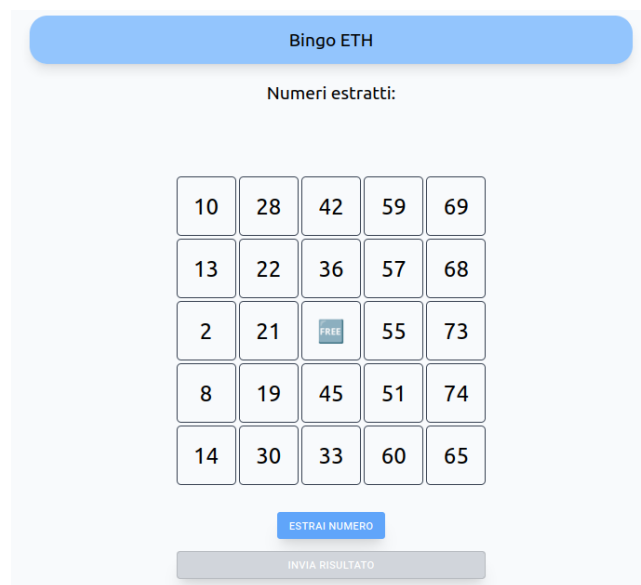 Bingo ETH
Numeri estratti:
10 28 42 59 69
13 22 36 57 68
2 21 FREE 55 73
8 19 45 51 74
14 30 33 60 65
ESTRAI NUMERO
INVIA RISULTATO